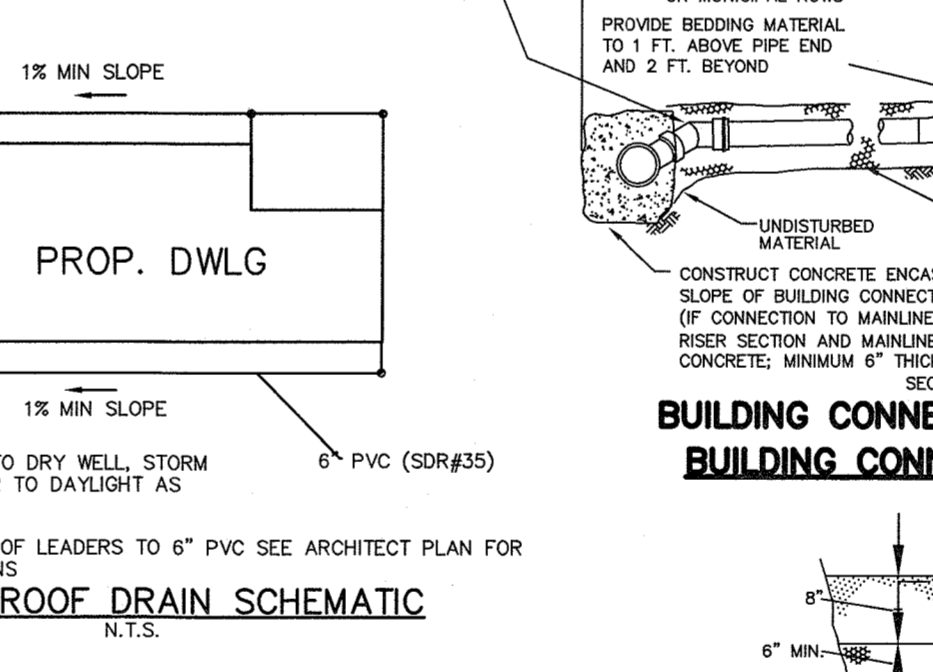 1% MIN SLOPE
PROP. DWLG
1% MIN SLOPE
6" PVC (SDR#35)
TO DRY WELL, STORM
TO DAYLIGHT AS
OF LEADERS TO 6" PVC SEE ARCHITECT PLAN FOR
NS
ROOF DRAIN SCHEMATIC
N.T.S.
PROVIDE BEDDING MATERIAL
TO 1 FT. ABOVE PIPE END
AND 2 FT. BEYOND
UNDISTURBED
MATERIAL
CONSTRUCT CONCRETE ENCAS
SLOPE OF BUILDING CONNECT
(IF CONNECTION TO MAINLINE
RISER SECTION AND MAINLINE
CONCRETE; MINIMUM 6" THICK
SEC
BUILDING CONNE
BUILDING CONN
8"
6" MIN.